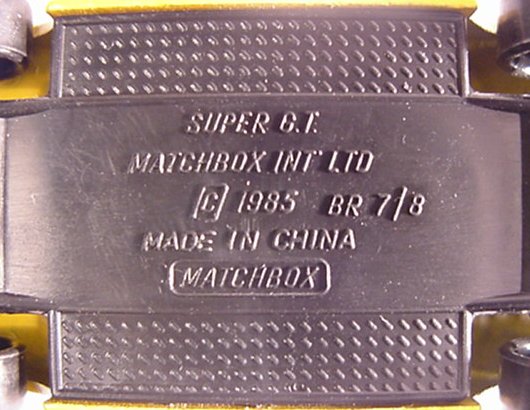 SUPER G.T.
MATCHBOX INT' LTD
© 1985 BR 7/8
MADE IN CHINA
MATCHBOX